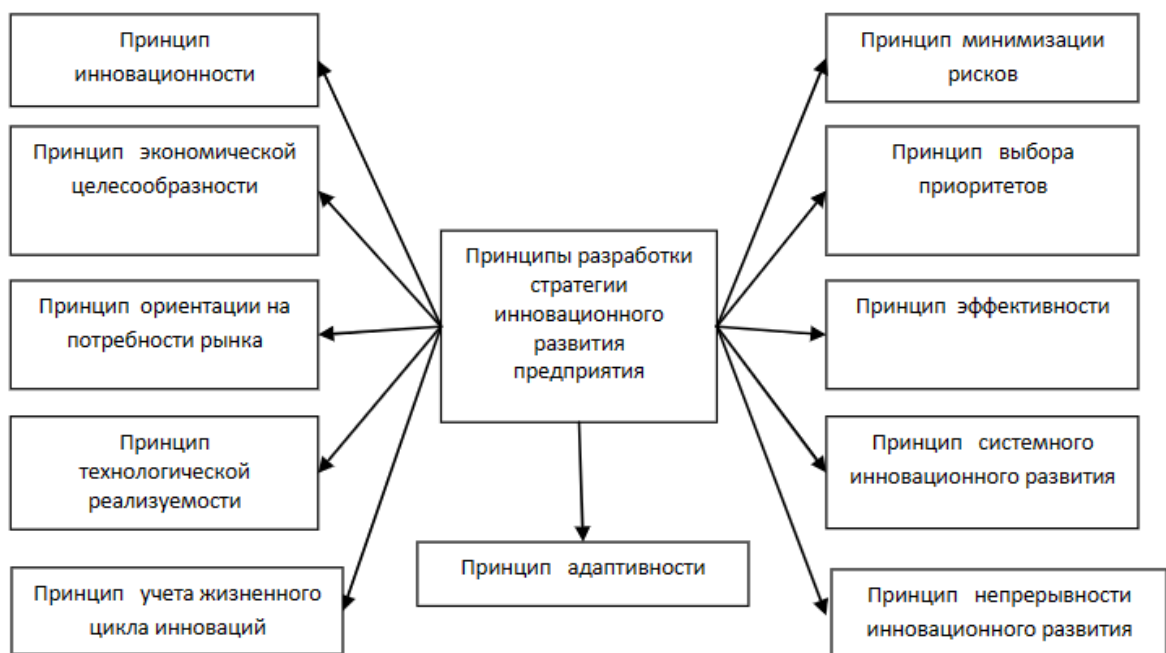 Принцип
инновационности
Принцип экономической
целесообразности
Принцип ориентации на
потребности рынка
Принцип
технологической
реализуемости
Принцип учета жизненного
цикла инноваций
Принципы разработки
стратегии
инновационного
развития
предприятия
Принцип адаптивности
Принцип минимизации
рисков
Принцип выбора
приоритетов
Принцип эффективности
Принцип системного
инновационного развития
Принцип непрерывности
инновационного развития